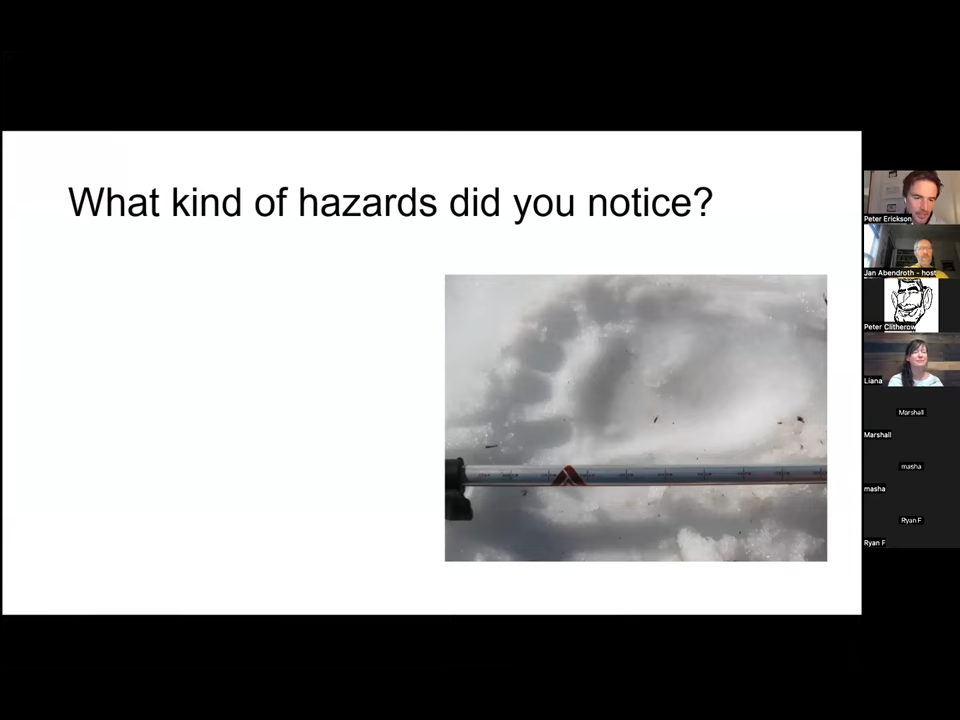 What kind of hazards did you notice?
Peter Erickson
Jan Abendroth - host
Peter Clitherow
Liana
Marshall
Marshall
masha
masha
Ryan F
Ryan F